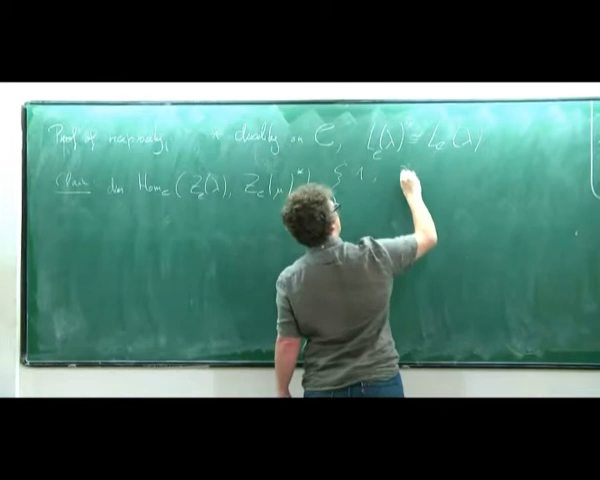 Proof of reciprocity, * duality on C, L_C(λ)* ≅ L_C(λ)
Claim dim Hom_C(Z_C(λ), Z_C(μ)*) { 1,